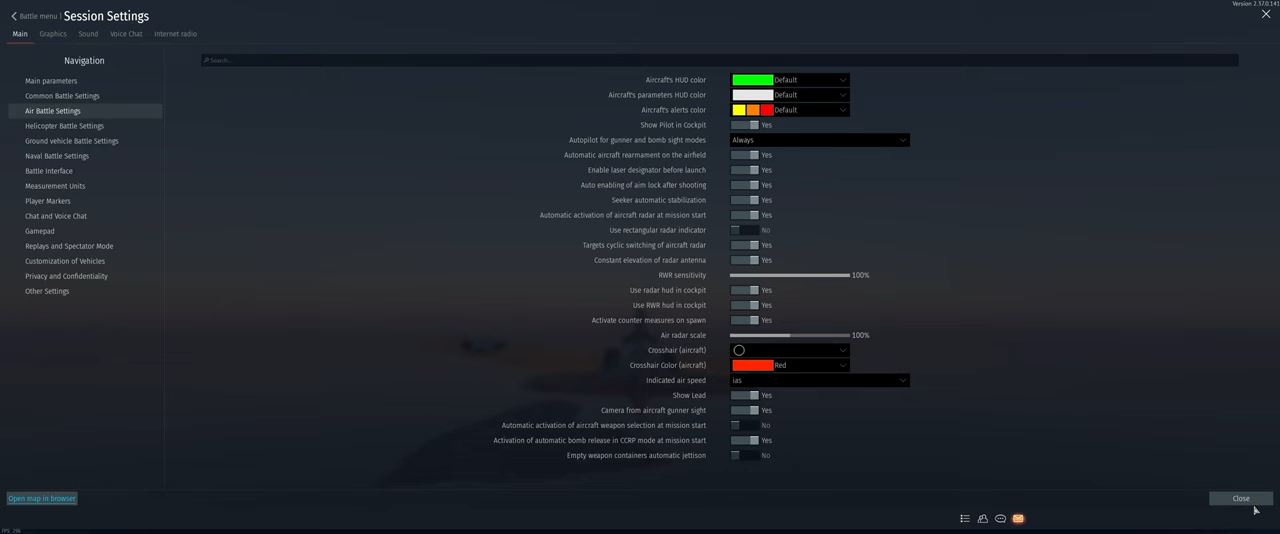 Version 2.37.0.141
Battle menu | Session Settings
Main Graphics Sound Voice Chat Internet radio
Navigation
Search...
Main parameters
Common Battle Settings
Air Battle Settings
Helicopter Battle Settings
Ground vehicle Battle Settings
Naval Battle Settings
Battle Interface
Measurement Units
Player Markers
Chat and Voice Chat
Gamepad
Replays and Spectator Mode
Customization of Vehicles
Privacy and Confidentiality
Other Settings
Aircraft's HUD color Default
Aircraft's parameters HUD color Default
Aircraft's alerts color Default
Show Pilot in Cockpit Yes
Autopilot for gunner and bomb sight modes Always
Automatic aircraft rearmament on the airfield Yes
Enable laser designator before launch Yes
Auto enabling of aim lock after shooting Yes
Seeker automatic stabilization Yes
Automatic activation of aircraft radar at mission start Yes
Use rectangular radar indicator No
Targets cyclic switching of aircraft radar Yes
Constant elevation of radar antenna Yes
RWR sensitivity 100%
Use radar hud in cockpit Yes
Use RWR hud in cockpit Yes
Activate counter measures on spawn Yes
Air radar scale 100%
Crosshair (aircraft)
Crosshair Color (aircraft) Red
Indicated air speed ias
Show Lead Yes
Camera from aircraft gunner sight Yes
Automatic activation of aircraft weapon selection at mission start No
Activation of automatic bomb release in CCRP mode at mission start Yes
Empty weapon containers automatic jettison No
Open map in browser
Close